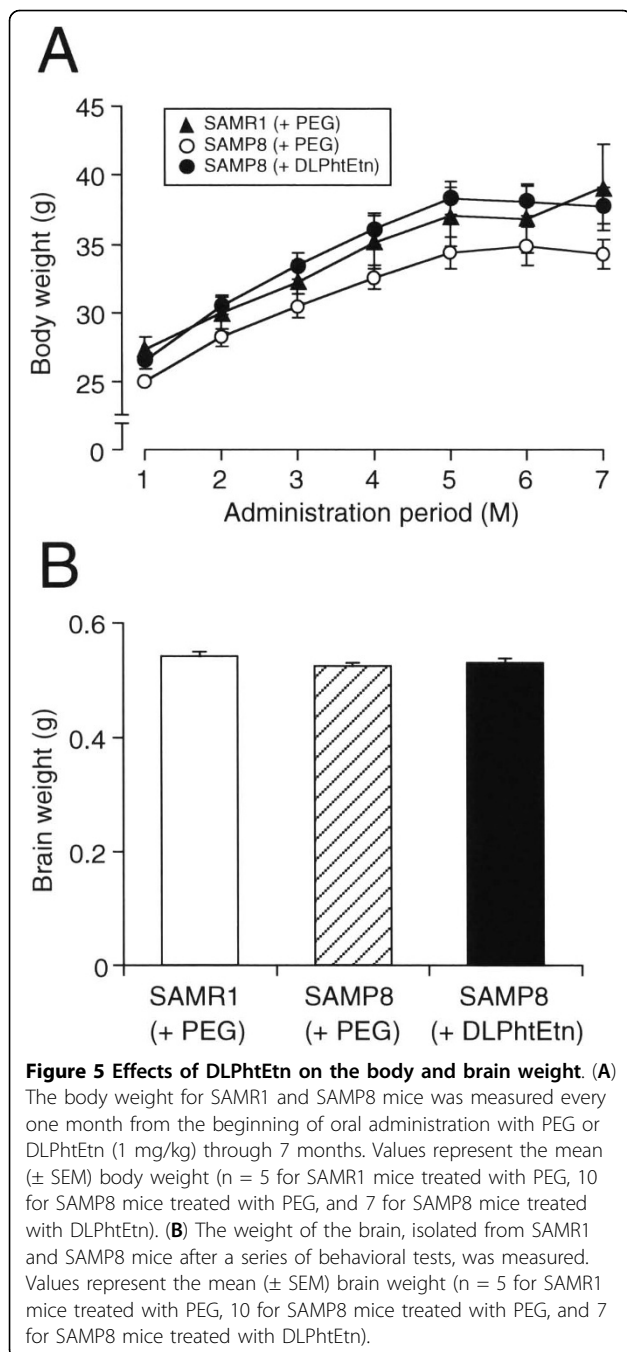 A
45
40
35
30
25
0
Body weight (g)
SAMR1 (+ PEG)
SAMP8 (+ PEG)
SAMP8 (+ DLPhtEtn)
1 2 3 4 5 6 7
Administration period (M)
B
0.6
0.4
0.2
0
Brain weight (g)
SAMR1 SAMP8 SAMP8
(+ PEG) (+ PEG) (+ DLPhtEtn)
Figure 5 Effects of DLPhtEtn on the body and brain weight. (A)
The body weight for SAMR1 and SAMP8 mice was measured every
one month from the beginning of oral administration with PEG or
DLPhtEtn (1 mg/kg) through 7 months. Values represent the mean
(± SEM) body weight (n = 5 for SAMR1 mice treated with PEG, 10
for SAMP8 mice treated with PEG, and 7 for SAMP8 mice treated
with DLPhtEtn). (B) The weight of the brain, isolated from SAMR1
and SAMP8 mice after a series of behavioral tests, was measured.
Values represent the mean (± SEM) brain weight (n = 5 for SAMR1
mice treated with PEG, 10 for SAMP8 mice treated with PEG, and 7
for SAMP8 mice treated with DLPhtEtn).